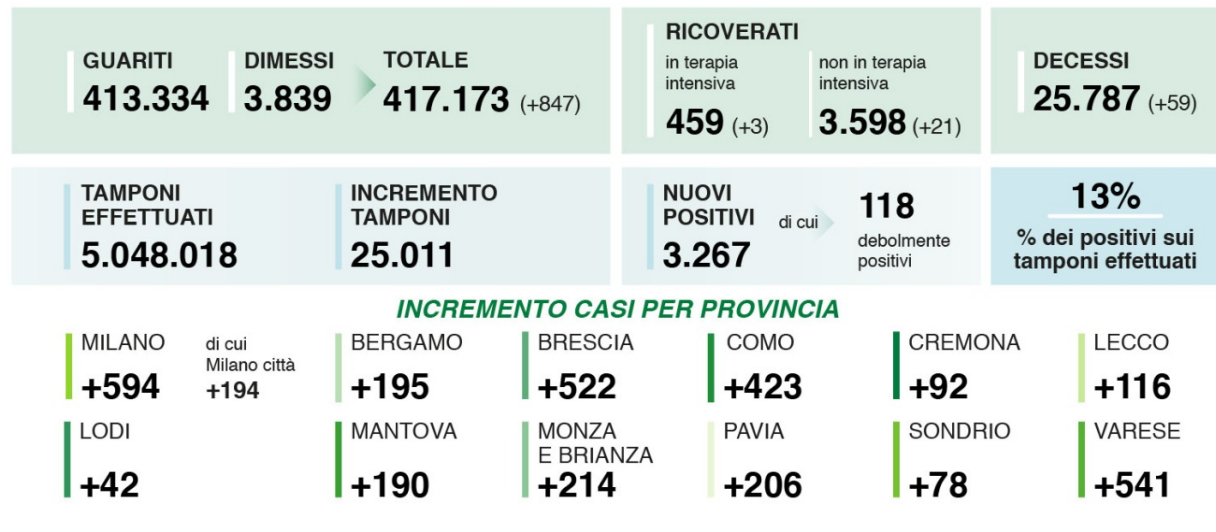 GUARITI
413.334
DIMESSI
3.839
TOTALE
417.173 (+847)
RICOVERATI
in terapia
intensiva
459 (+3)
non in terapia
intensiva
3.598 (+21)
DECESSI
25.787 (+59)
TAMPONI
EFFETTUATI
5.048.018
INCREMENTO
TAMPONI
25.011
NUOVI
POSITIVI
3.267
di cui
118
debolmente
positivi
13%
% dei positivi sui
tamponi effettuati
INCREMENTO CASI PER PROVINCIA
MILANO
+594
di cui
Milano città
+194
BERGAMO
+195
BRESCIA
+522
COMO
+423
CREMONA
+92
LECCO
+116
LODI
+42
MANTOVA
+190
MONZA
E BRIANZA
+214
PAVIA
+206
SONDRIO
+78
VARESE
+541